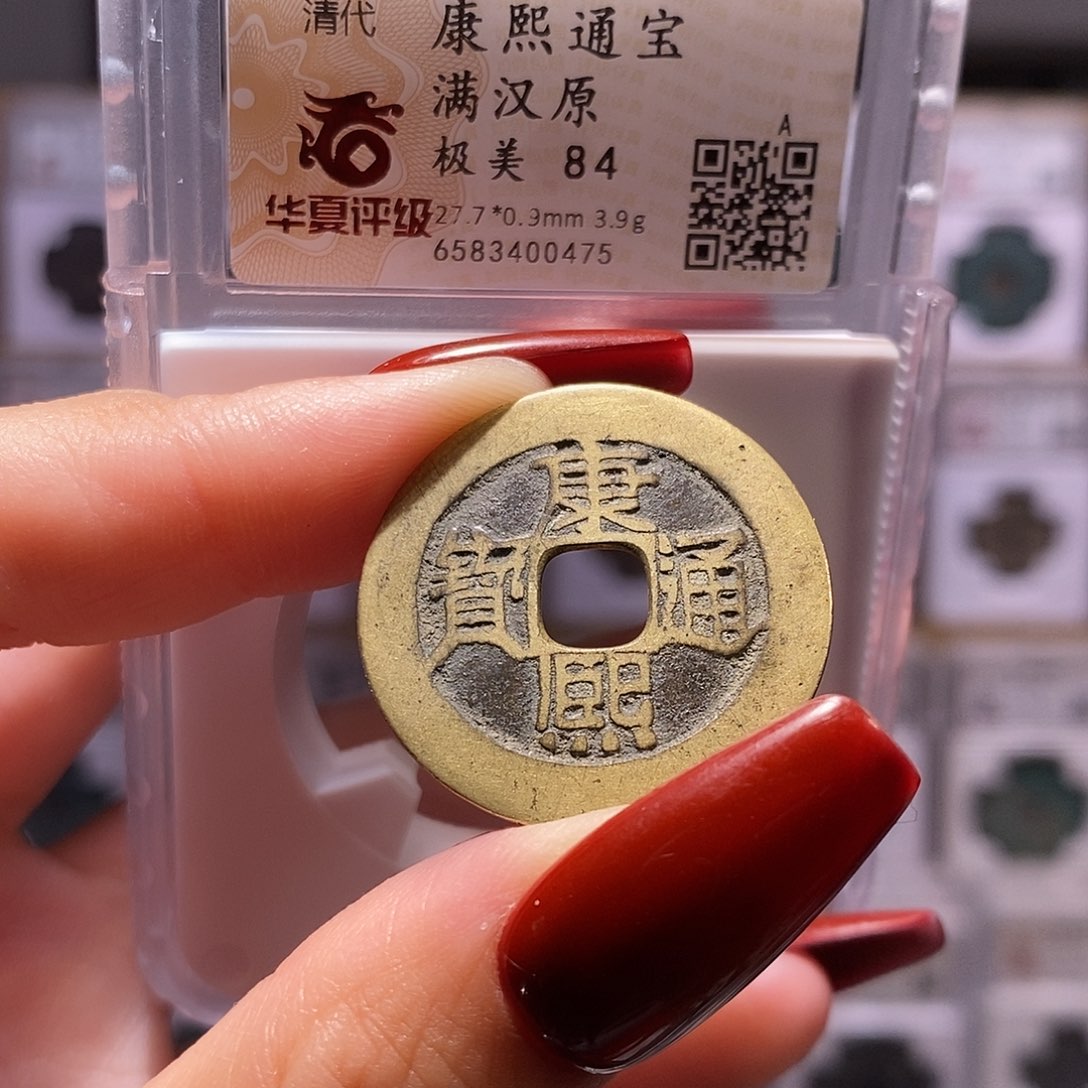 清代
康熙通宝
满汉原
极美 84
华夏评级
27.7*0.9mm 3.9g
6583400475
A
康熙通寳